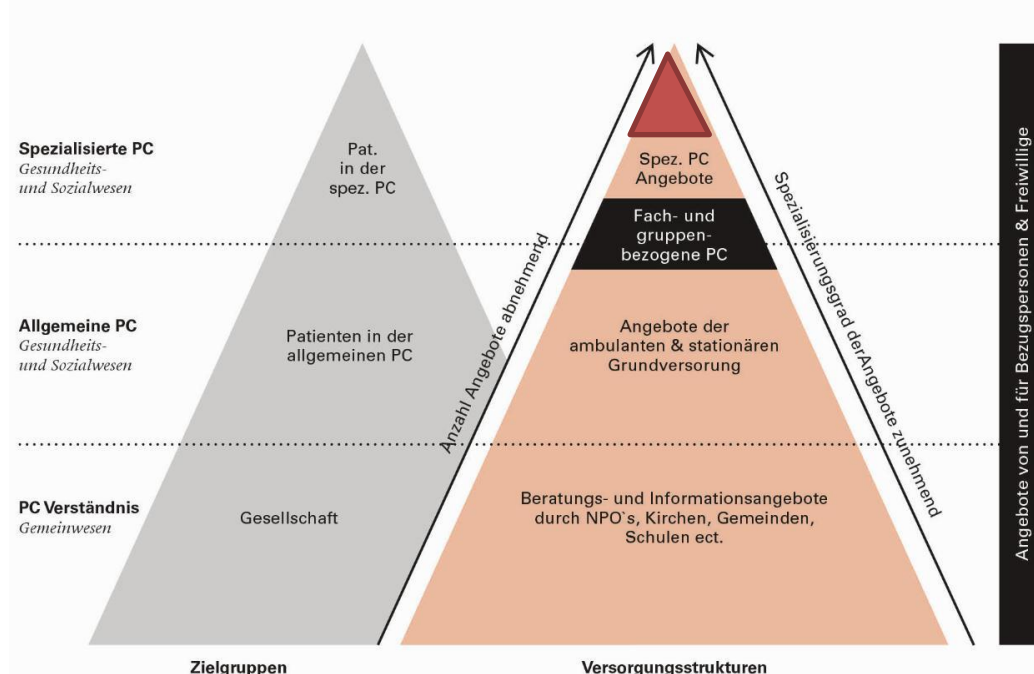 Spezialisierte PC
Gesundheits-
und Sozialwesen
Pat.
in der
spez. PC
Spez. PC
Angebote
Fach- und
gruppen-
bezogene PC
Allgemeine PC
Gesundheits-
und Sozialwesen
Patienten in der
allgemeinen PC
Angebote der
ambulanten & stationären
Grundversorung
PC Verständnis
Gemeinwesen
Gesellschaft
Beratungs- und Informationsangebote
durch NPO`s, Kirchen, Gemeinden,
Schulen ect.
Anzahl Angebote abnehmend
Spezialisierungsgrad derAngebote zunehmend
Angebote von und für Bezugspersonen & Freiwillige
Zielgruppen
Versorgungsstrukturen